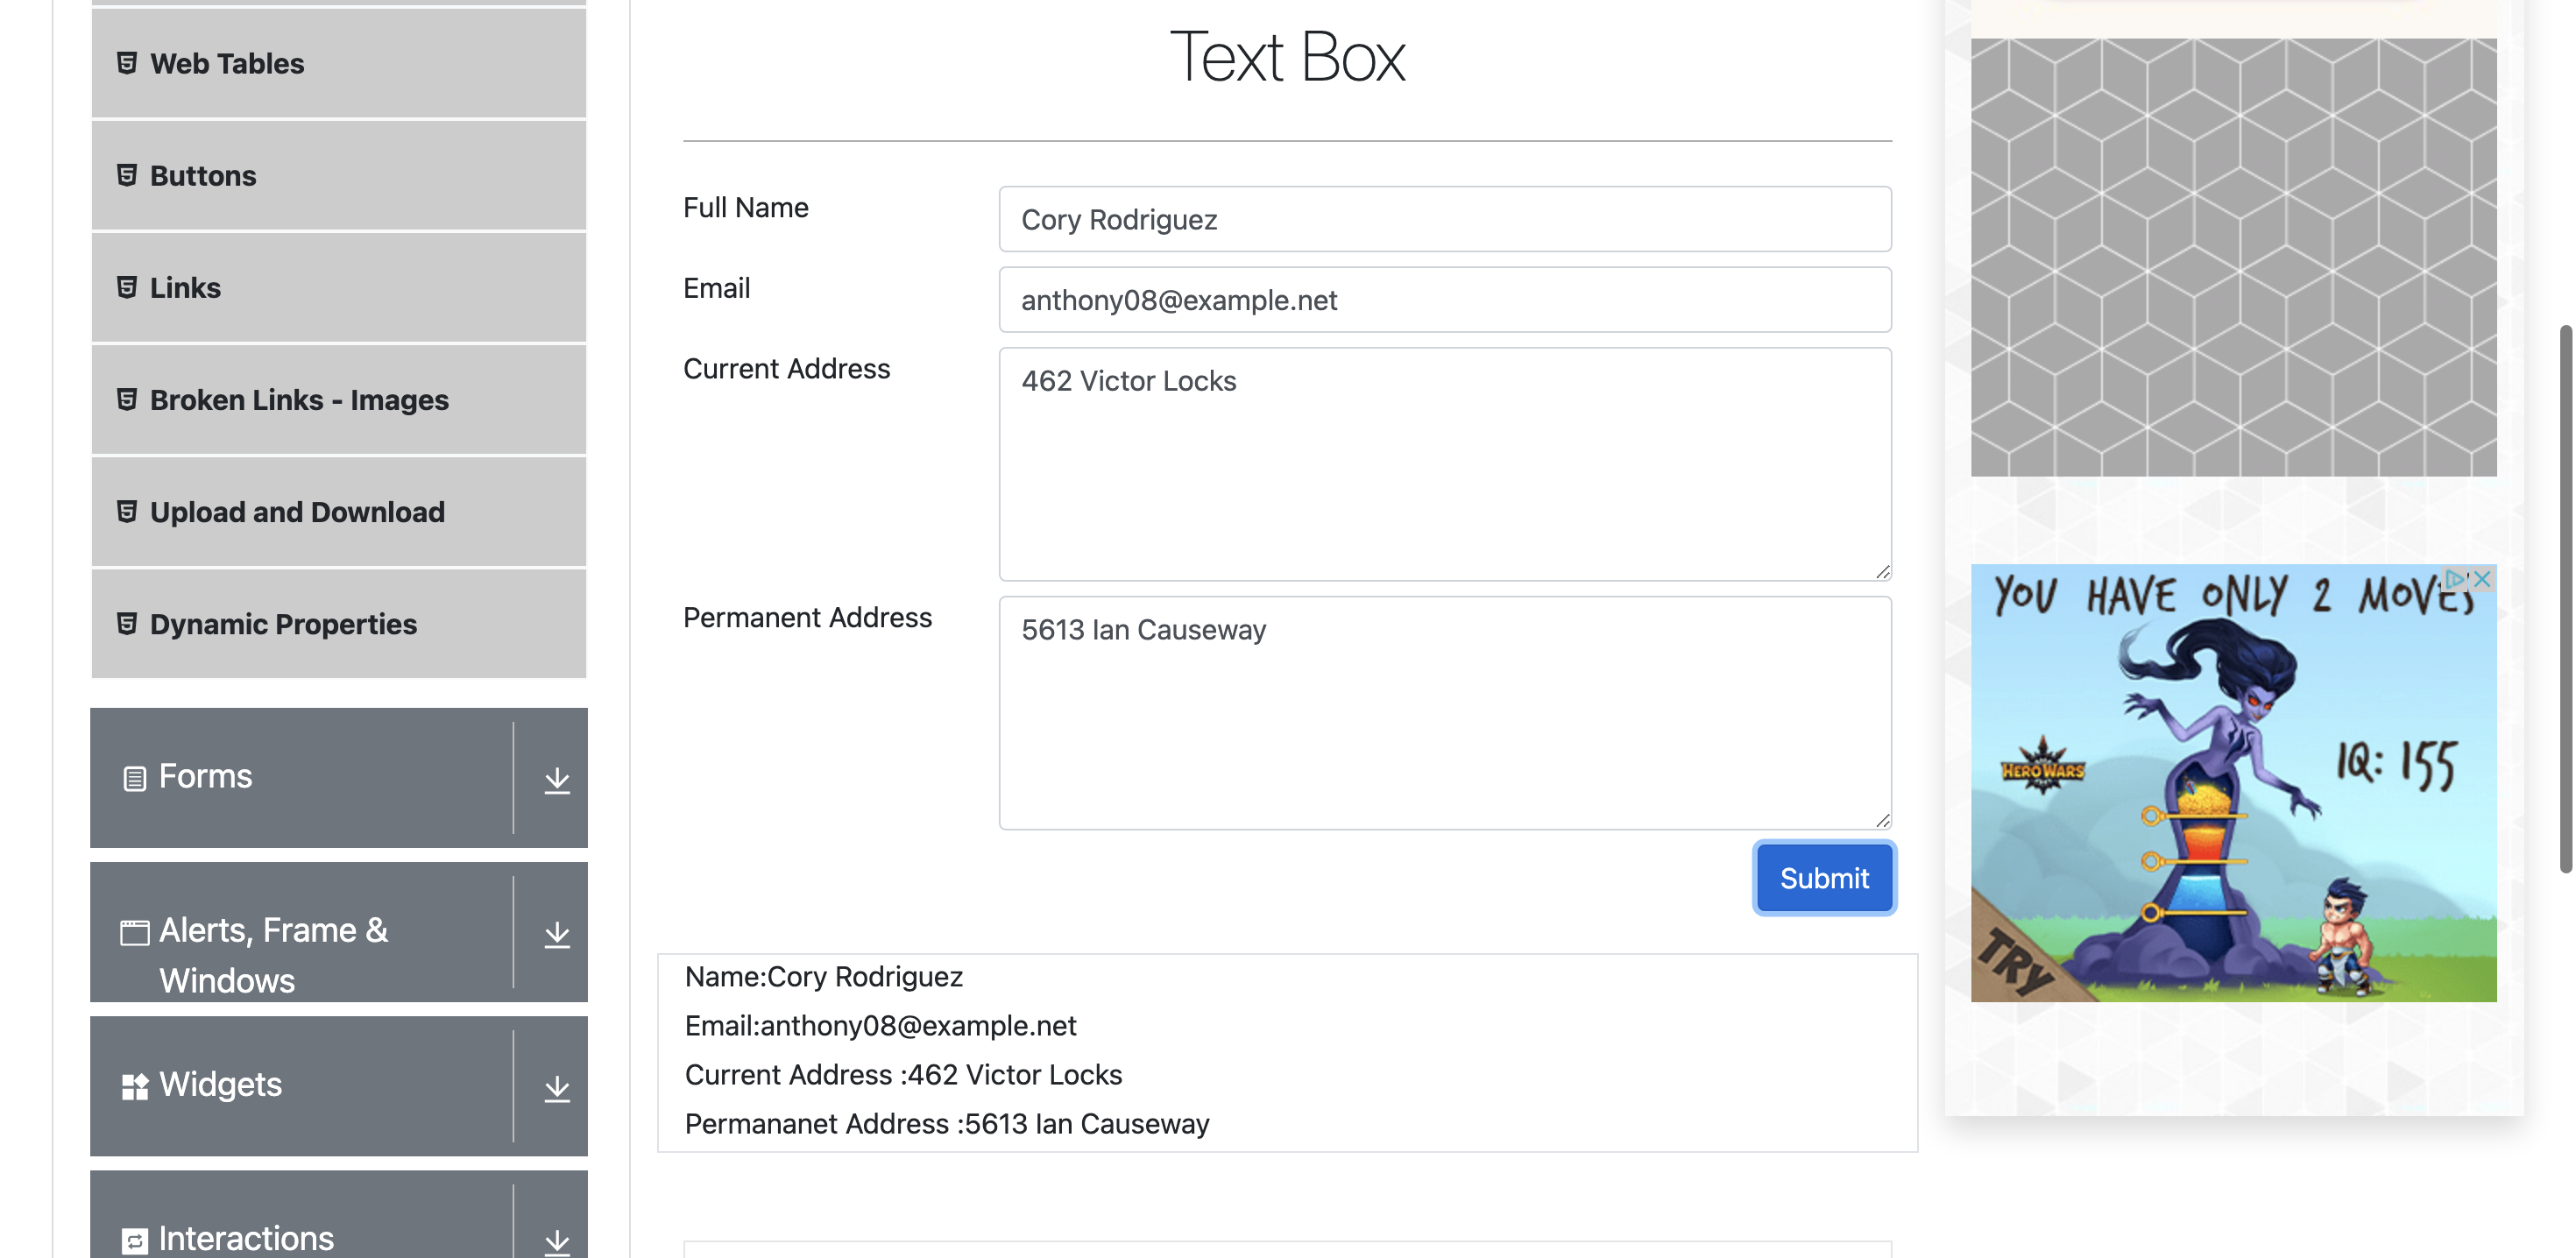 Web Tables
Buttons
Links
Broken Links - Images
Upload and Download
Dynamic Properties
Forms
Alerts, Frame &
Windows
Widgets
Interactions
Text Box
Full Name
Cory Rodriguez
Email
anthony08@example.net
Current Address
462 Victor Locks
Permanent Address
5613 Ian Causeway
Submit
Name:Cory Rodriguez
Email:anthony08@example.net
Current Address :462 Victor Locks
Permananet Address :5613 Ian Causeway
YOU HAVE ONLY 2 MOVES
HERO WARS
IQ: 155
TRY